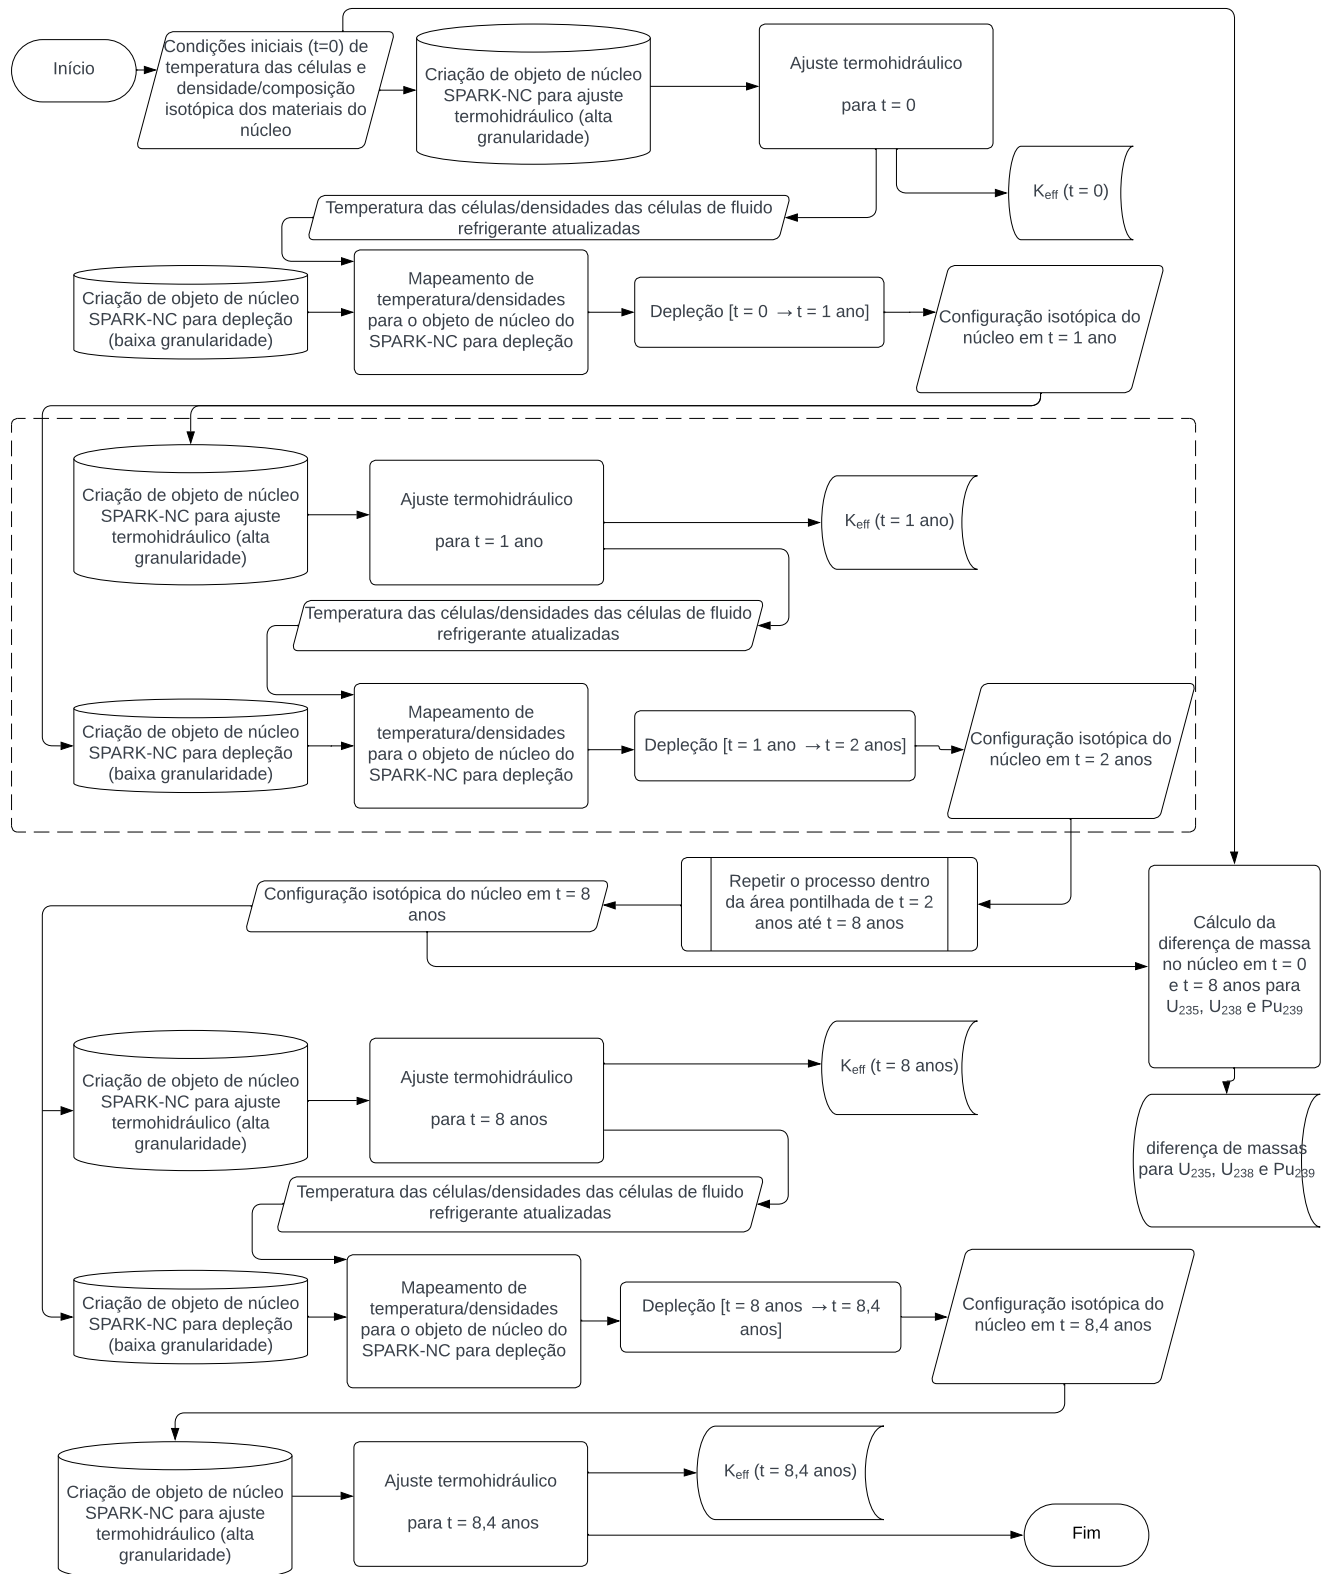 Início
Condições iniciais (t=0) de
temperatura das células e
densidade/composição
isotópica dos materiais do
núcleo
Criação de objeto de núcleo
SPARK-NC para ajuste
termohidráulico (alta
granularidade)
Ajuste termohidráulico
para t = 0
Keff (t = 0)
Temperatura das células/densidades das células de fluido
refrigerante atualizadas
Criação de objeto de núcleo
SPARK-NC para depleção
(baixa granularidade)
Mapeamento de
temperatura/densidades
para o objeto de núcleo do
SPARK-NC para depleção
Depleção [t = 0 → t = 1 ano]
Configuração isotópica do
núcleo em t = 1 ano
Criação de objeto de núcleo
SPARK-NC para ajuste
termohidráulico (alta
granularidade)
Ajuste termohidráulico
para t = 1 ano
Keff (t = 1 ano)
Temperatura das células/densidades das células de fluido
refrigerante atualizadas
Criação de objeto de núcleo
SPARK-NC para depleção
(baixa granularidade)
Mapeamento de
temperatura/densidades
para o objeto de núcleo do
SPARK-NC para depleção
Depleção [t = 1 ano → t = 2 anos]
Configuração isotópica do
núcleo em t = 2 anos
Repetir o processo dentro
da área pontilhada de t = 2
anos até t = 8 anos
Configuração isotópica do núcleo em t = 8
anos
Cálculo da
diferença de massa
no núcleo em t = 0
e t = 8 anos para
U235, U238 e Pu239
Criação de objeto de núcleo
SPARK-NC para ajuste
termohidráulico (alta
granularidade)
Ajuste termohidráulico
para t = 8 anos
Keff (t = 8 anos)
diferença de massas
para U235, U238 e Pu239
Temperatura das células/densidades das células de fluido
refrigerante atualizadas
Criação de objeto de núcleo
SPARK-NC para depleção
(baixa granularidade)
Mapeamento de
temperatura/densidades
para o objeto de núcleo do
SPARK-NC para depleção
Depleção [t = 8 anos → t = 8,4
anos]
Configuração isotópica do
núcleo em t = 8,4 anos
Criação de objeto de núcleo
SPARK-NC para ajuste
termohidráulico (alta
granularidade)
Ajuste termohidráulico
para t = 8,4 anos
Keff (t = 8,4 anos)
Fim